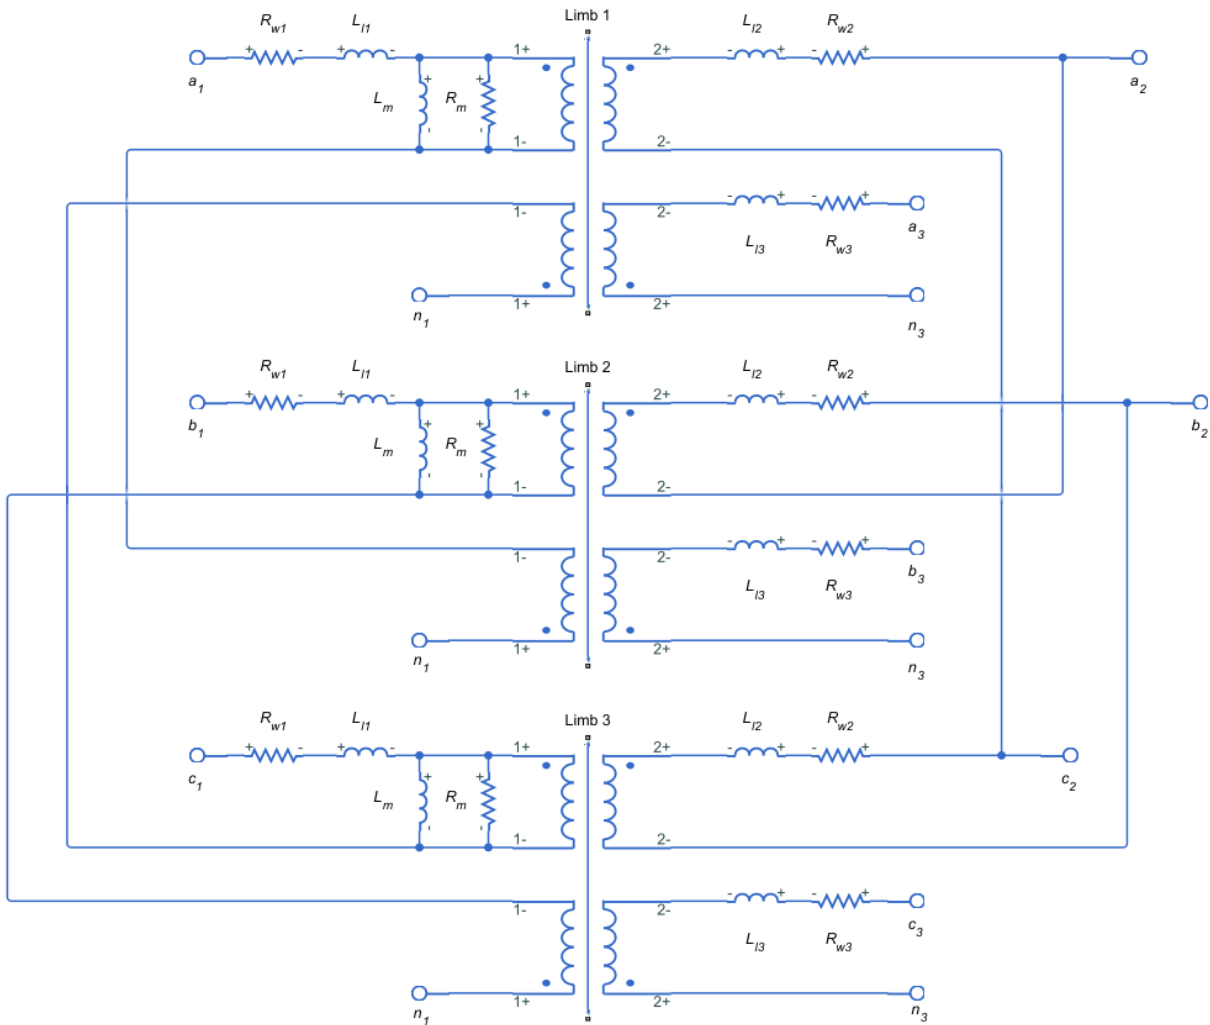 R_w1 L_l1 Limb 1 L_l2 R_w2
+ - + - 1+ 2+ - + - +
a_1 L_m + R_m + a_2
- - 1- 2-
1- 2- - + - +
a_3
L_l3 R_w3
n_1 1+ 2+ n_3
R_w1 L_l1 Limb 2 L_l2 R_w2
+ - + - 1+ 2+ - + - +
b_1 L_m + R_m + b_2
- - 1- 2-
1- 2- - + - +
b_3
L_l3 R_w3
n_1 1+ 2+ n_3
R_w1 L_l1 Limb 3 L_l2 R_w2
+ - + - 1+ 2+ - + - +
c_1 L_m + R_m + c_2
- - 1- 2-
1- 2- - + - +
c_3
L_l3 R_w3
n_1 1+ 2+ n_3